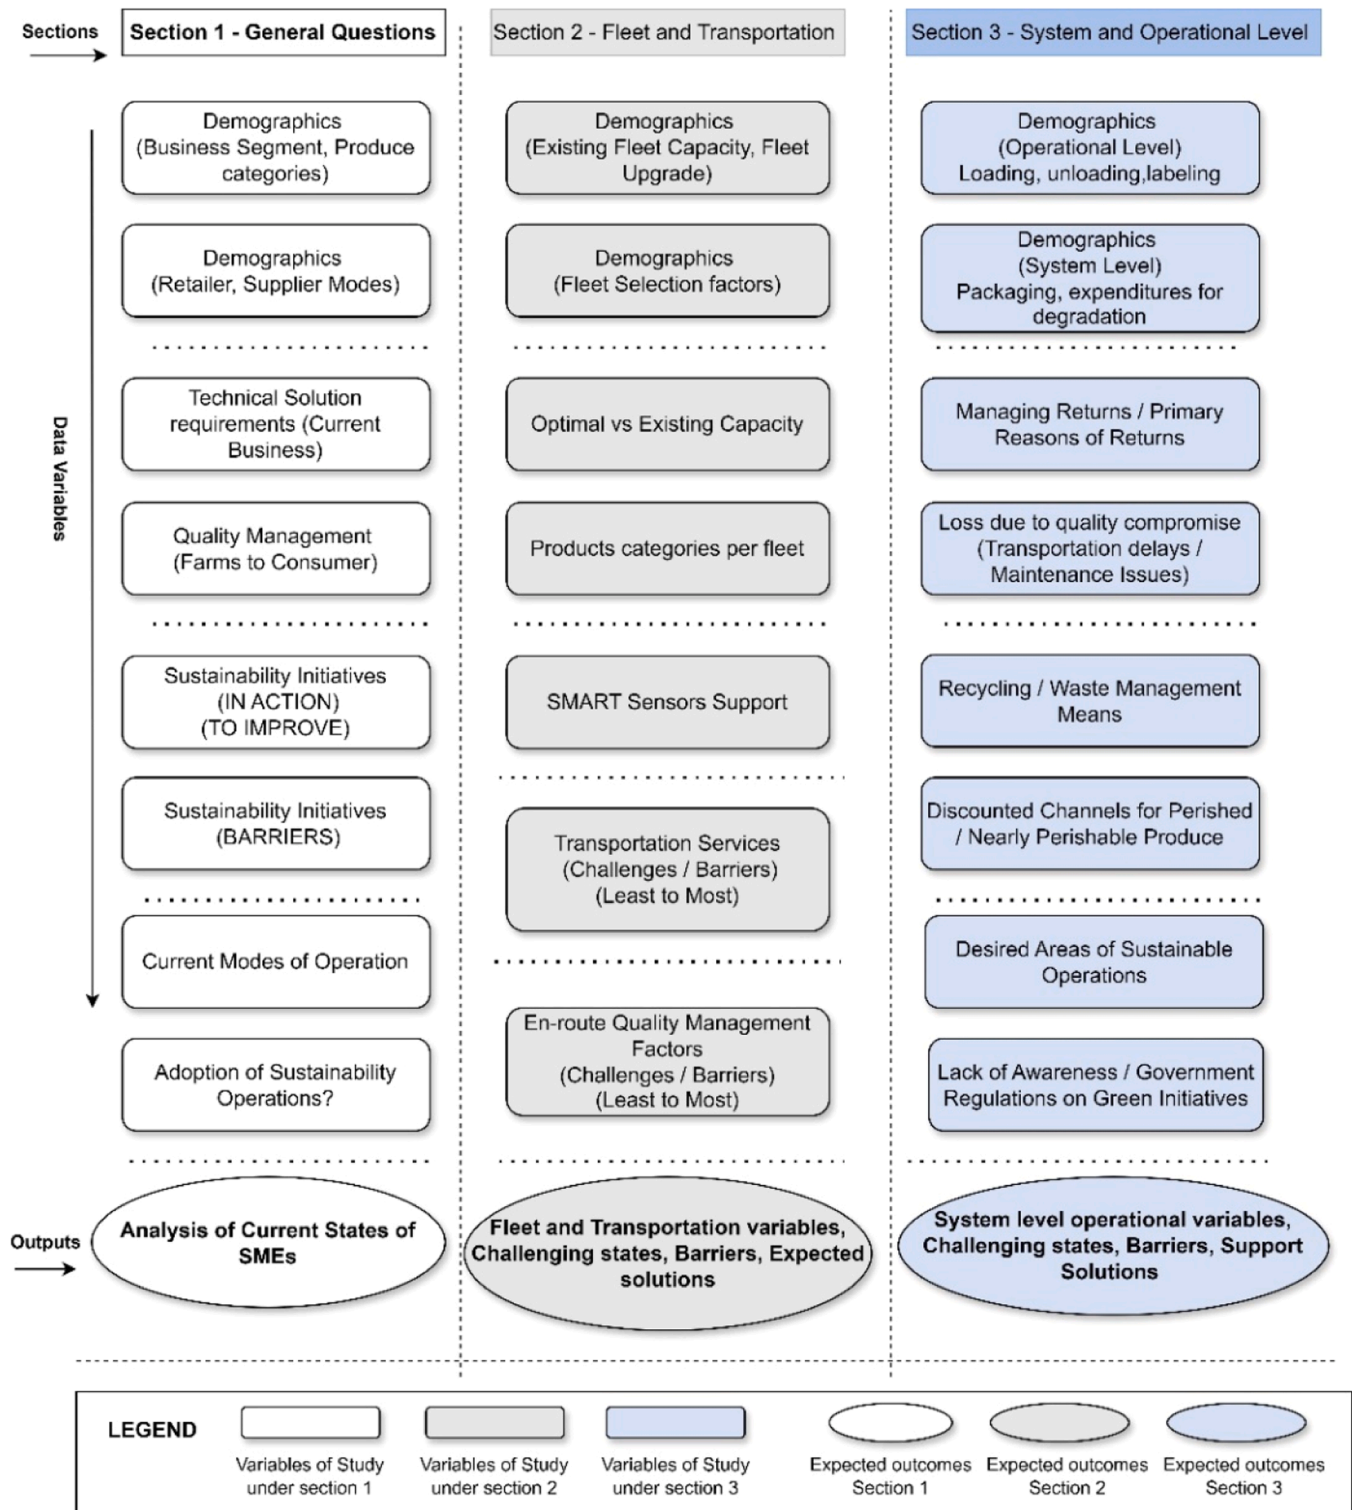 Sections
Section 1 - General Questions
Section 2 - Fleet and Transportation
Section 3 - System and Operational Level
Data Variables
Demographics
(Business Segment, Produce
categories)
Demographics
(Retailer, Supplier Modes)
Technical Solution
requirements (Current
Business)
Quality Management
(Farms to Consumer)
Sustainability Initiatives
(IN ACTION)
(TO IMPROVE)
Sustainability Initiatives
(BARRIERS)
Current Modes of Operation
Adoption of Sustainability
Operations?
Demographics
(Existing Fleet Capacity, Fleet
Upgrade)
Demographics
(Fleet Selection factors)
Optimal vs Existing Capacity
Products categories per fleet
SMART Sensors Support
Transportation Services
(Challenges / Barriers)
(Least to Most)
En-route Quality Management
Factors
(Challenges / Barriers)
(Least to Most)
Demographics
(Operational Level)
Loading, unloading,labeling
Demographics
(System Level)
Packaging, expenditures for
degradation
Managing Returns / Primary
Reasons of Returns
Loss due to quality compromise
(Transportation delays /
Maintenance Issues)
Recycling / Waste Management
Means
Discounted Channels for Perished
/ Nearly Perishable Produce
Desired Areas of Sustainable
Operations
Lack of Awareness / Government
Regulations on Green Initiatives
Outputs
Analysis of Current States of
SMEs
Fleet and Transportation variables,
Challenging states, Barriers, Expected
solutions
System level operational variables,
Challenging states, Barriers, Support
Solutions
LEGEND
Variables of Study
under section 1
Variables of Study
under section 2
Variables of Study
under section 3
Expected outcomes
Section 1
Expected outcomes
Section 2
Expected outcomes
Section 3